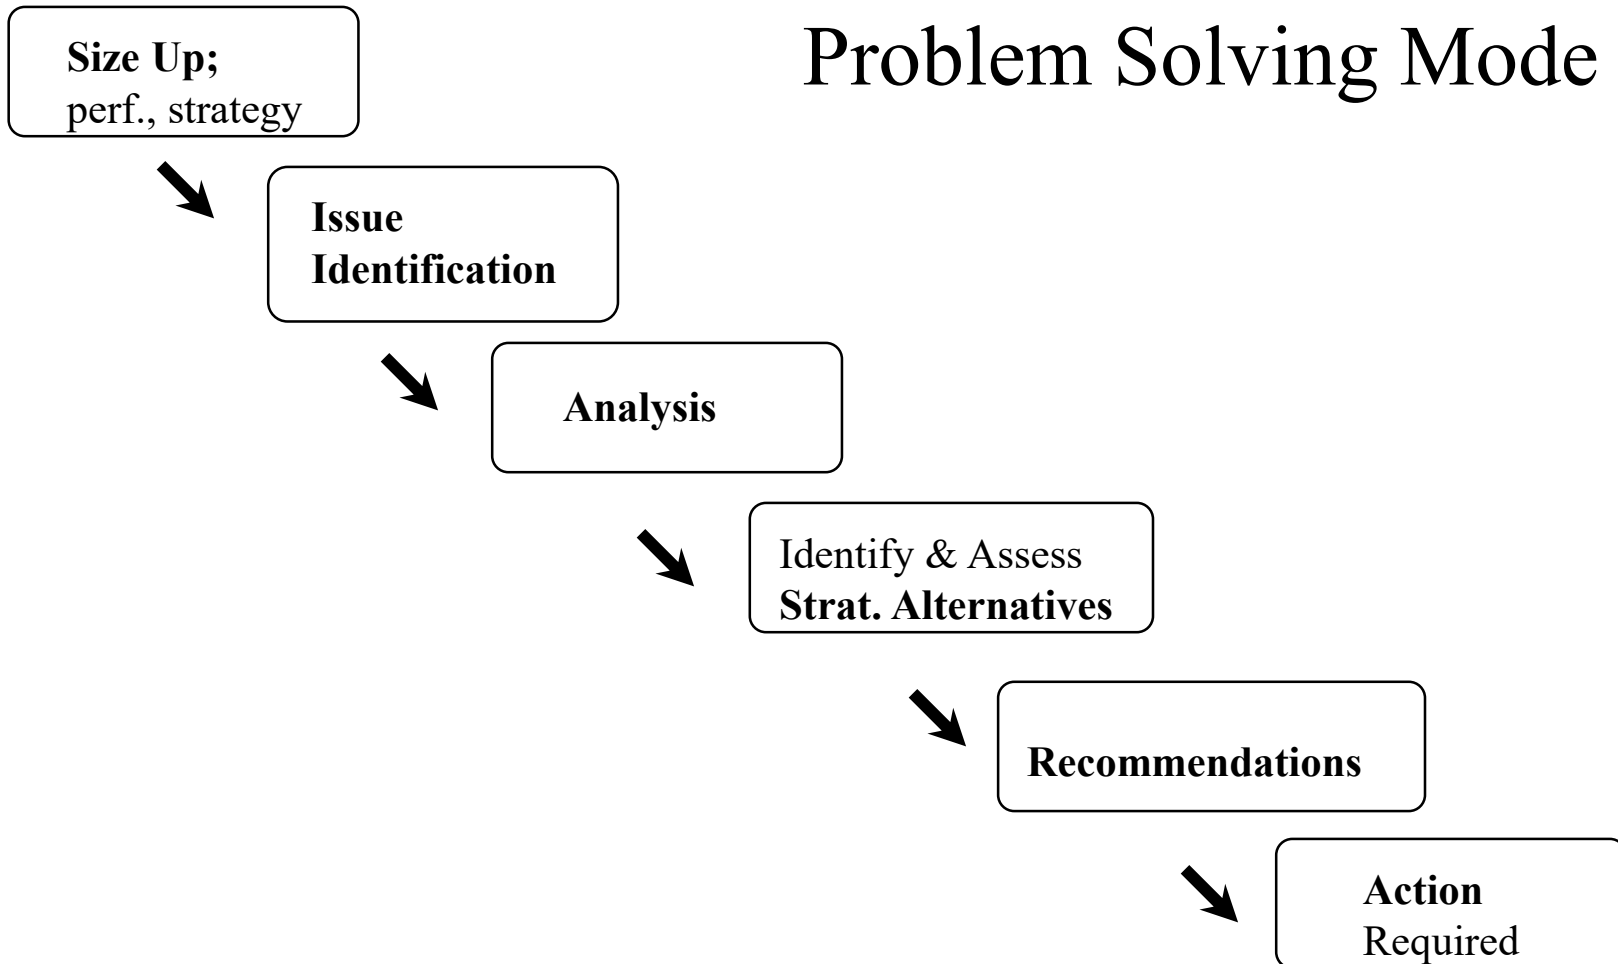 Problem Solving Mode
Size Up;
perf., strategy
Issue
Identification
Analysis
Identify & Assess
Strat. Alternatives
Recommendations
Action
Required